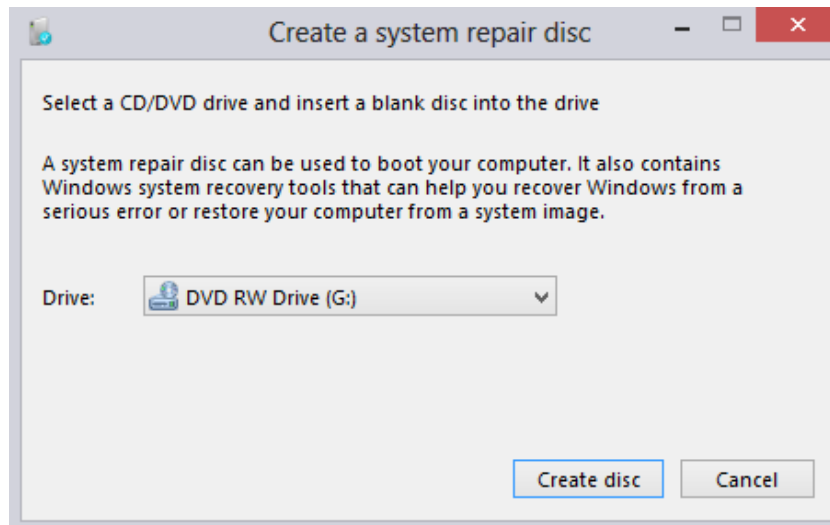 Create a system repair disc
Select a CD/DVD drive and insert a blank disc into the drive
A system repair disc can be used to boot your computer. It also contains
Windows system recovery tools that can help you recover Windows from a
serious error or restore your computer from a system image.
Drive: DVD RW Drive (G:)
Create disc Cancel